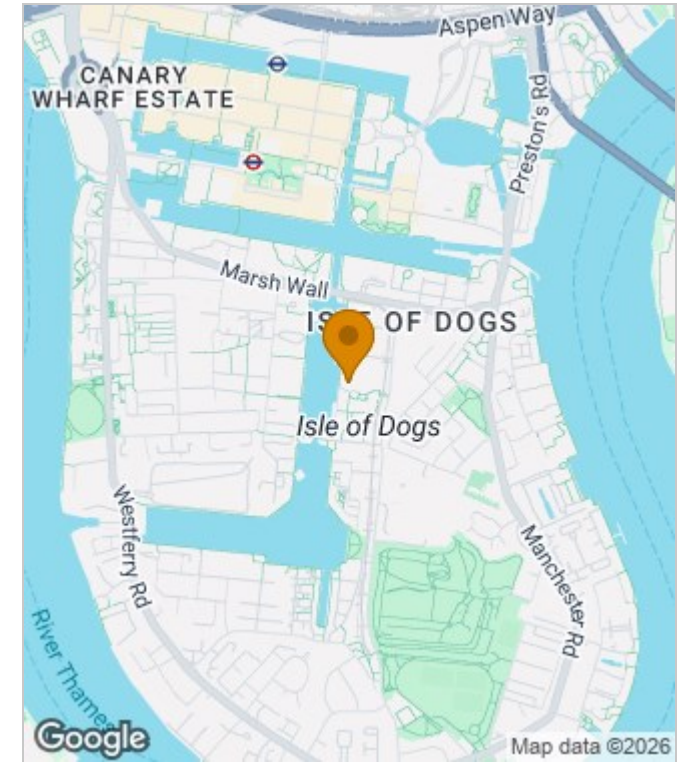 Aspen Way
CANARY
WHARF ESTATE
Preston's Rd
Marsh Wall
ISLE OF DOGS
Isle of Dogs
Westferry Rd
Manchester Rd
River Thames
Google
Map data ©2026